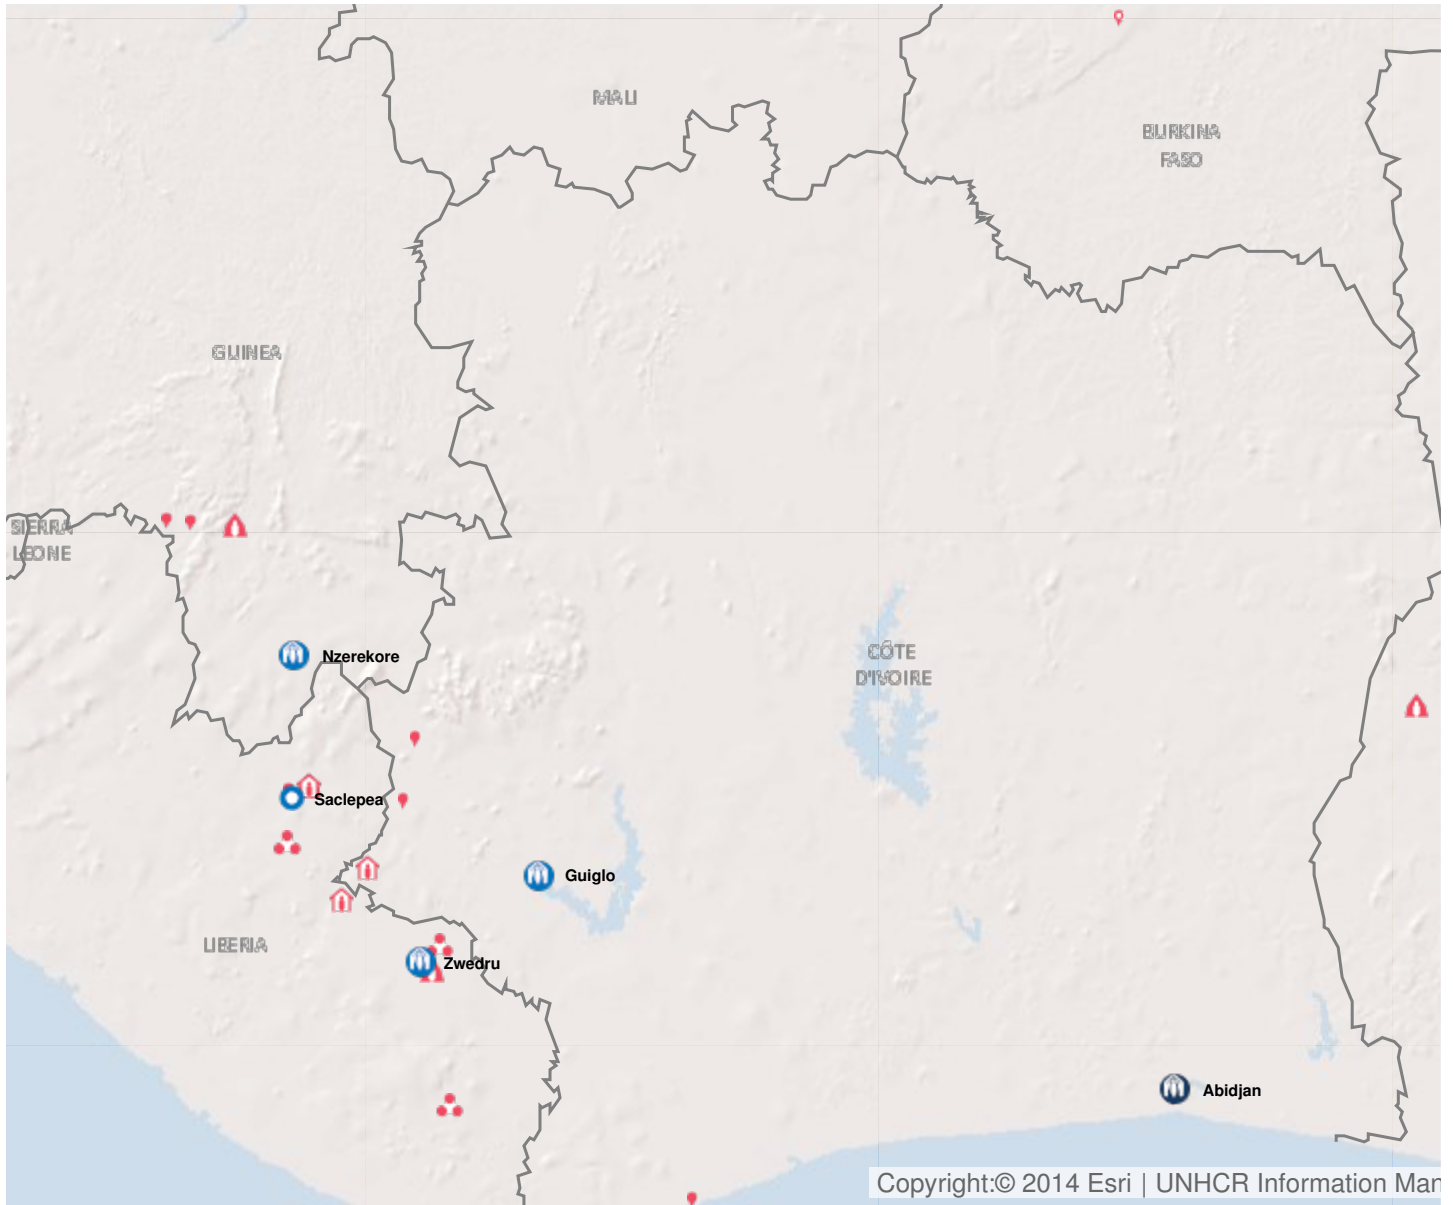 MALI
BURKINA
FASO
GUINEA
SIERRA
LEONE
Nzerekore
CÔTE
D'IVOIRE
Saclepea
Guiglo
LIBERIA
Zwedru
Abidjan
Copyright:© 2014 Esri | UNHCR Information Man